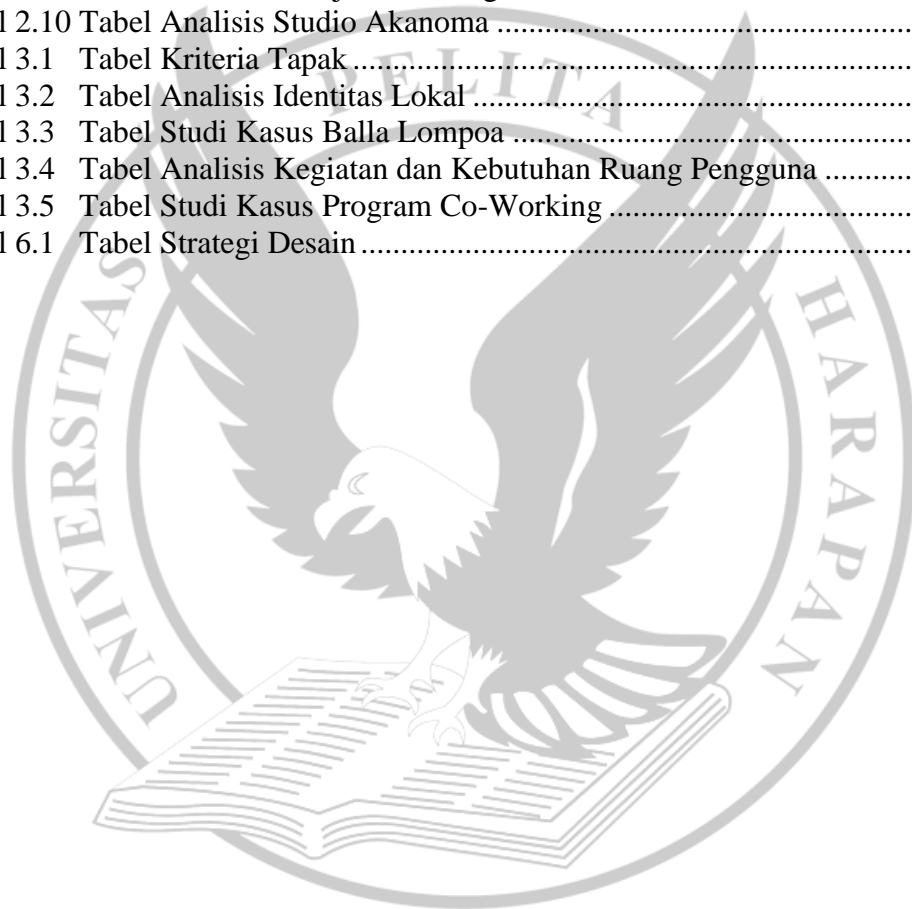 l 2.10 Tabel Analisis Studio Akanoma ..........................................................
l 3.1 Tabel Kriteria Tapak ..............................................................................
l 3.2 Tabel Analisis Identitas Lokal .............................................................
l 3.3 Tabel Studi Kasus Balla Lompoa ........................................................
l 3.4 Tabel Analisis Kegiatan dan Kebutuhan Ruang Pengguna ............
l 3.5 Tabel Studi Kasus Program Co-Working ..........................................
l 6.1 Tabel Strategi Desain .............................................................................
UNIVERSITAS PELITA HARAPAN